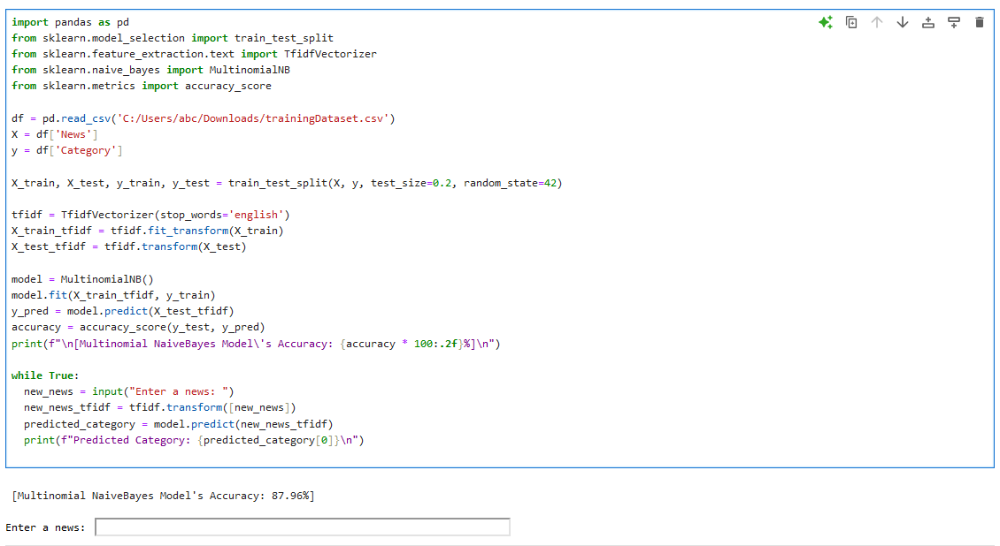 import pandas as pd
from sklearn.model_selection import train_test_split
from sklearn.feature_extraction.text import TfidfVectorizer
from sklearn.naive_bayes import MultinomialNB
from sklearn.metrics import accuracy_score

df = pd.read_csv('C:/Users/abc/Downloads/trainingDataset.csv')
X = df['News']
y = df['Category']

X_train, X_test, y_train, y_test = train_test_split(X, y, test_size=0.2, random_state=42)

tfidf = TfidfVectorizer(stop_words='english')
X_train_tfidf = tfidf.fit_transform(X_train)
X_test_tfidf = tfidf.transform(X_test)

model = MultinomialNB()
model.fit(X_train_tfidf, y_train)
y_pred = model.predict(X_test_tfidf)
accuracy = accuracy_score(y_test, y_pred)
print(f"\n[Multinomial NaiveBayes Model\'s Accuracy: {accuracy * 100:.2f}%]\n")

while True:
  new_news = input("Enter a news: ")
  new_news_tfidf = tfidf.transform([new_news])
  predicted_category = model.predict(new_news_tfidf)
  print(f"Predicted Category: {predicted_category[0]}\n")

[Multinomial NaiveBayes Model's Accuracy: 87.96%]

Enter a news: